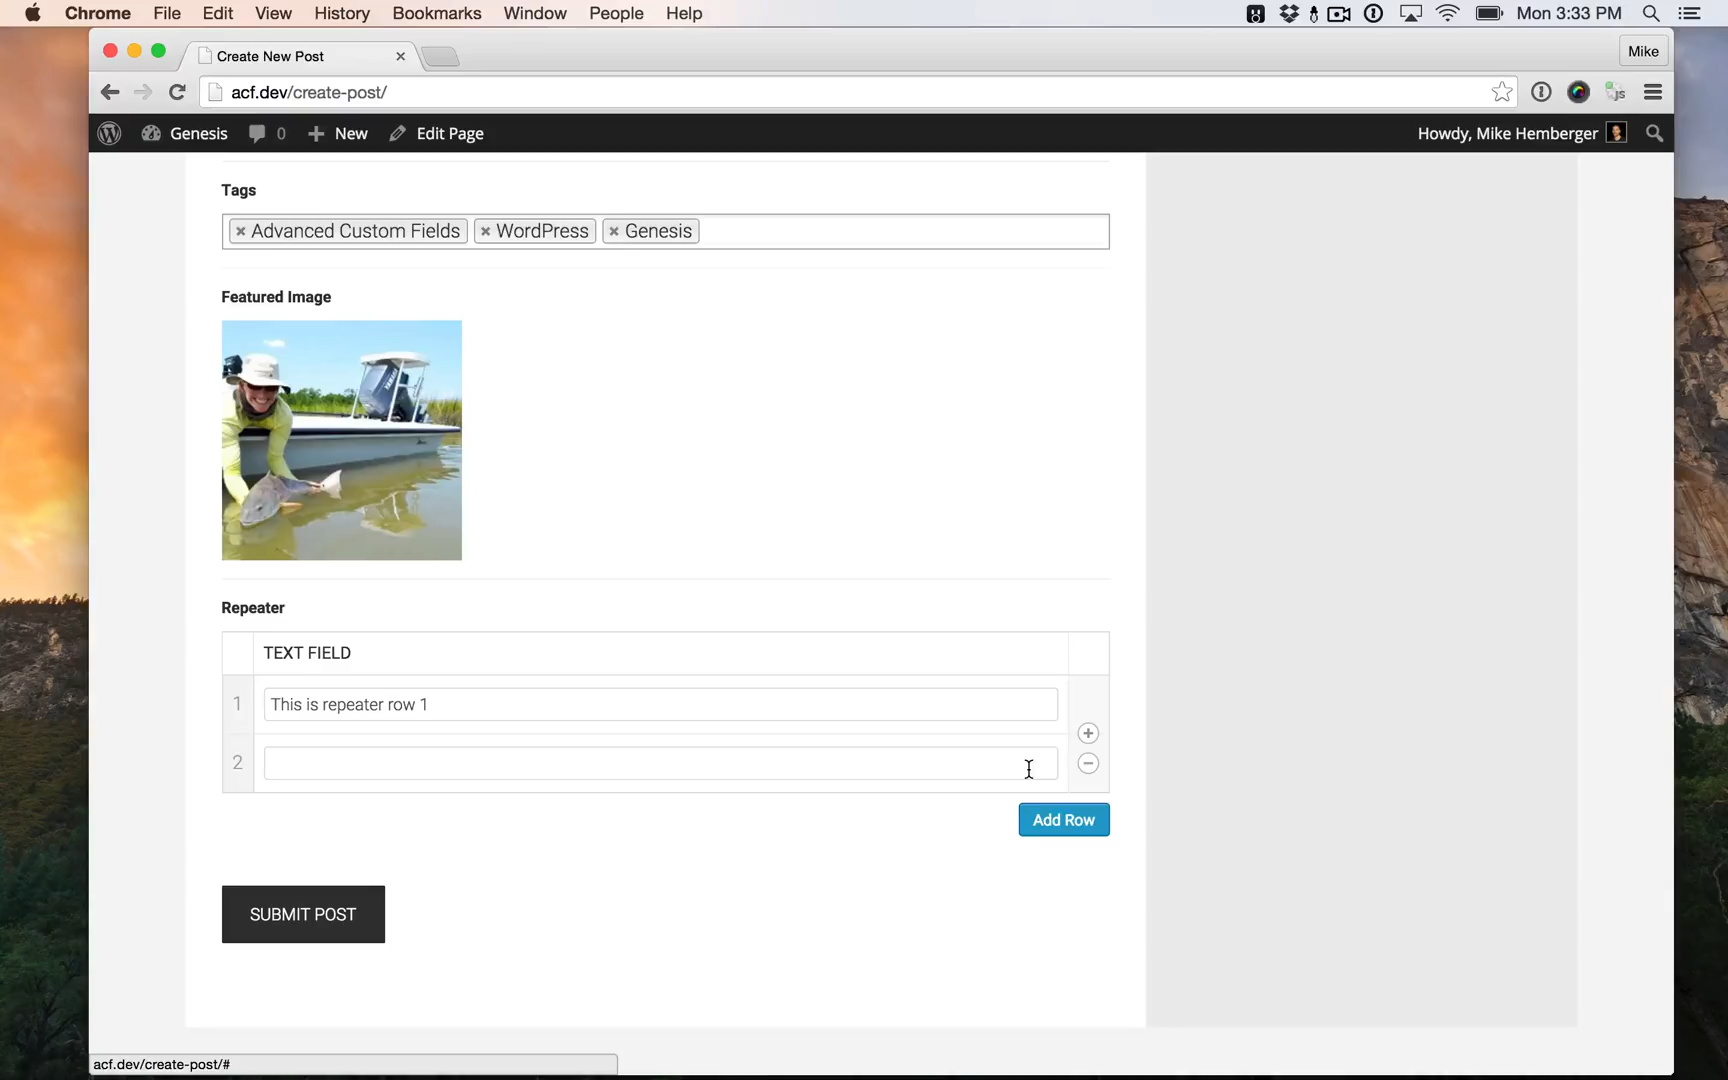 Chrome File Edit View History Bookmarks Window People Help Mon 3:33 PM
Create New Post Mike
acf.dev/create-post/ js
Genesis 0 New Edit Page Howdy, Mike Hemberger
Tags
Advanced Custom Fields WordPress Genesis
Featured Image
Repeater
TEXT FIELD
1 This is repeater row 1
2
Add Row
SUBMIT POST
acf.dev/create-post/#